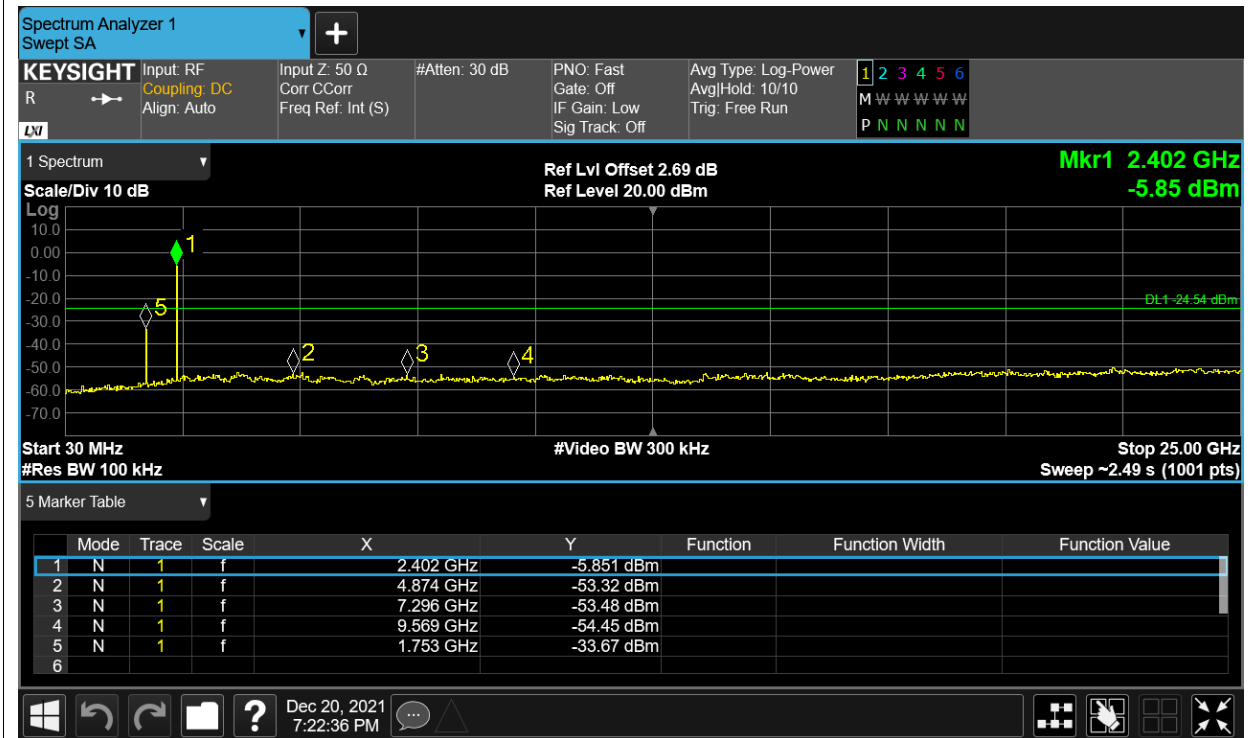 Spectrum Analyzer 1
Swept SA
+
KEYSIGHT
R
LXI
Input: RF
Coupling: DC
Align: Auto
Input Z: 50 Ω
Corr CCorr
Freq Ref: Int (S)
#Atten: 30 dB
PNO: Fast
Gate: Off
IF Gain: Low
Sig Track: Off
Avg Type: Log-Power
Avg|Hold: 10/10
Trig: Free Run
1 2 3 4 5 6
M W W W W W
P N N N N N
1 Spectrum
Scale/Div 10 dB
Ref Lvl Offset 2.69 dB
Ref Level 20.00 dBm
Mkr1 2.402 GHz
-5.85 dBm
Log
10.0
0.00
-10.0
-20.0
-30.0
-40.0
-50.0
-60.0
-70.0
1
5
2
3
4
DL1 -24.54 dBm
Start 30 MHz
#Res BW 100 kHz
#Video BW 300 kHz
Stop 25.00 GHz
Sweep ~2.49 s (1001 pts)
5 Marker Table
Mode Trace Scale X Y Function Function Width Function Value
1 N 1 f 2.402 GHz -5.851 dBm
2 N 1 f 4.874 GHz -53.32 dBm
3 N 1 f 7.296 GHz -53.48 dBm
4 N 1 f 9.569 GHz -54.45 dBm
5 N 1 f 1.753 GHz -33.67 dBm
6
?
Dec 20, 2021
7:22:36 PM